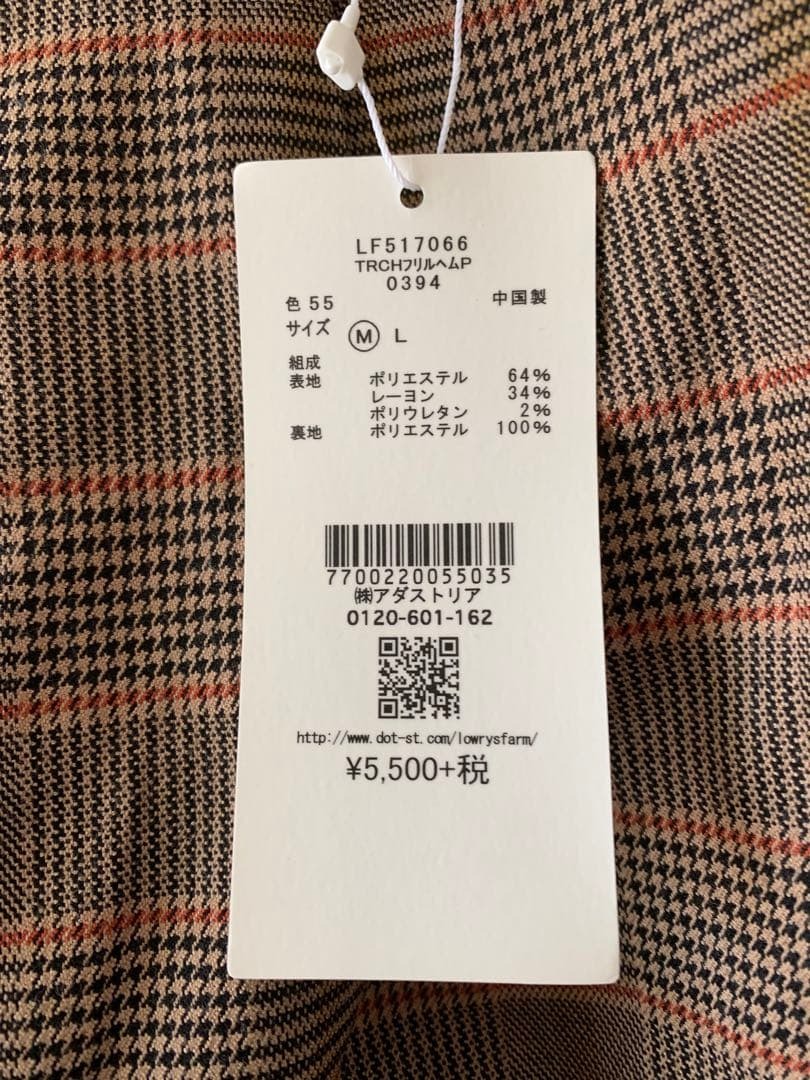 LF517066
TRCHフリルヘムP
0394
色 55 中国製
サイズ Ⓜ L
組成
表地 ポリエステル 64%
レーヨン 34%
ポリウレタン 2%
裏地 ポリエステル 100%
7700220055035
㈱アダストリア
0120-601-162
http://www.dot-st.com/lowrysfarm/
¥5,500+税